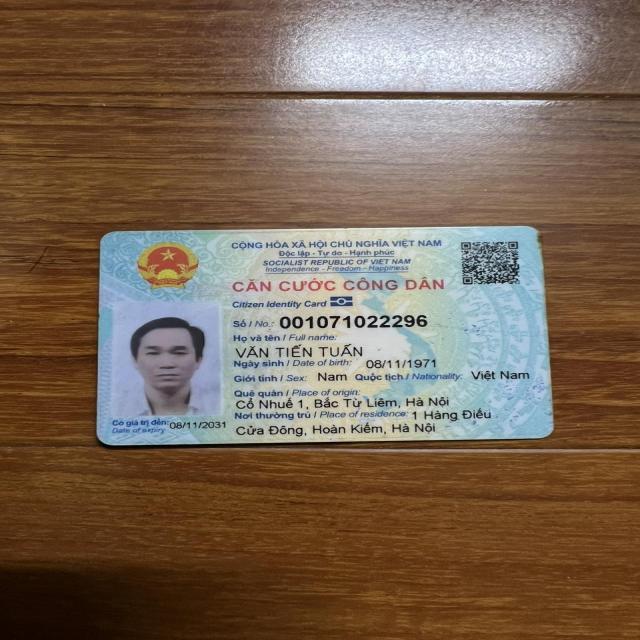 CỘNG HÒA XÃ HỘI CHỦ NGHĨA VIỆT NAM
Độc lập - Tự do - Hạnh phúc
SOCIALIST REPUBLIC OF VIET NAM
Independence - Freedom - Happiness
CĂN CƯỚC CÔNG DÂN
Citizen Identity Card
Số / No.: 001071022296
Họ và tên / Full name:
VĂN TIẾN TUẤN
Ngày sinh / Date of birth: 08/11/1971
Giới tính / Sex: Nam Quốc tịch / Nationality: Việt Nam
Quê quán / Place of origin:
Cổ Nhuế 1, Bắc Từ Liêm, Hà Nội
Nơi thường trú / Place of residence: 1 Hàng Điếu
Cửa Đông, Hoàn Kiếm, Hà Nội
Có giá trị đến: 08/11/2031
Date of expiry